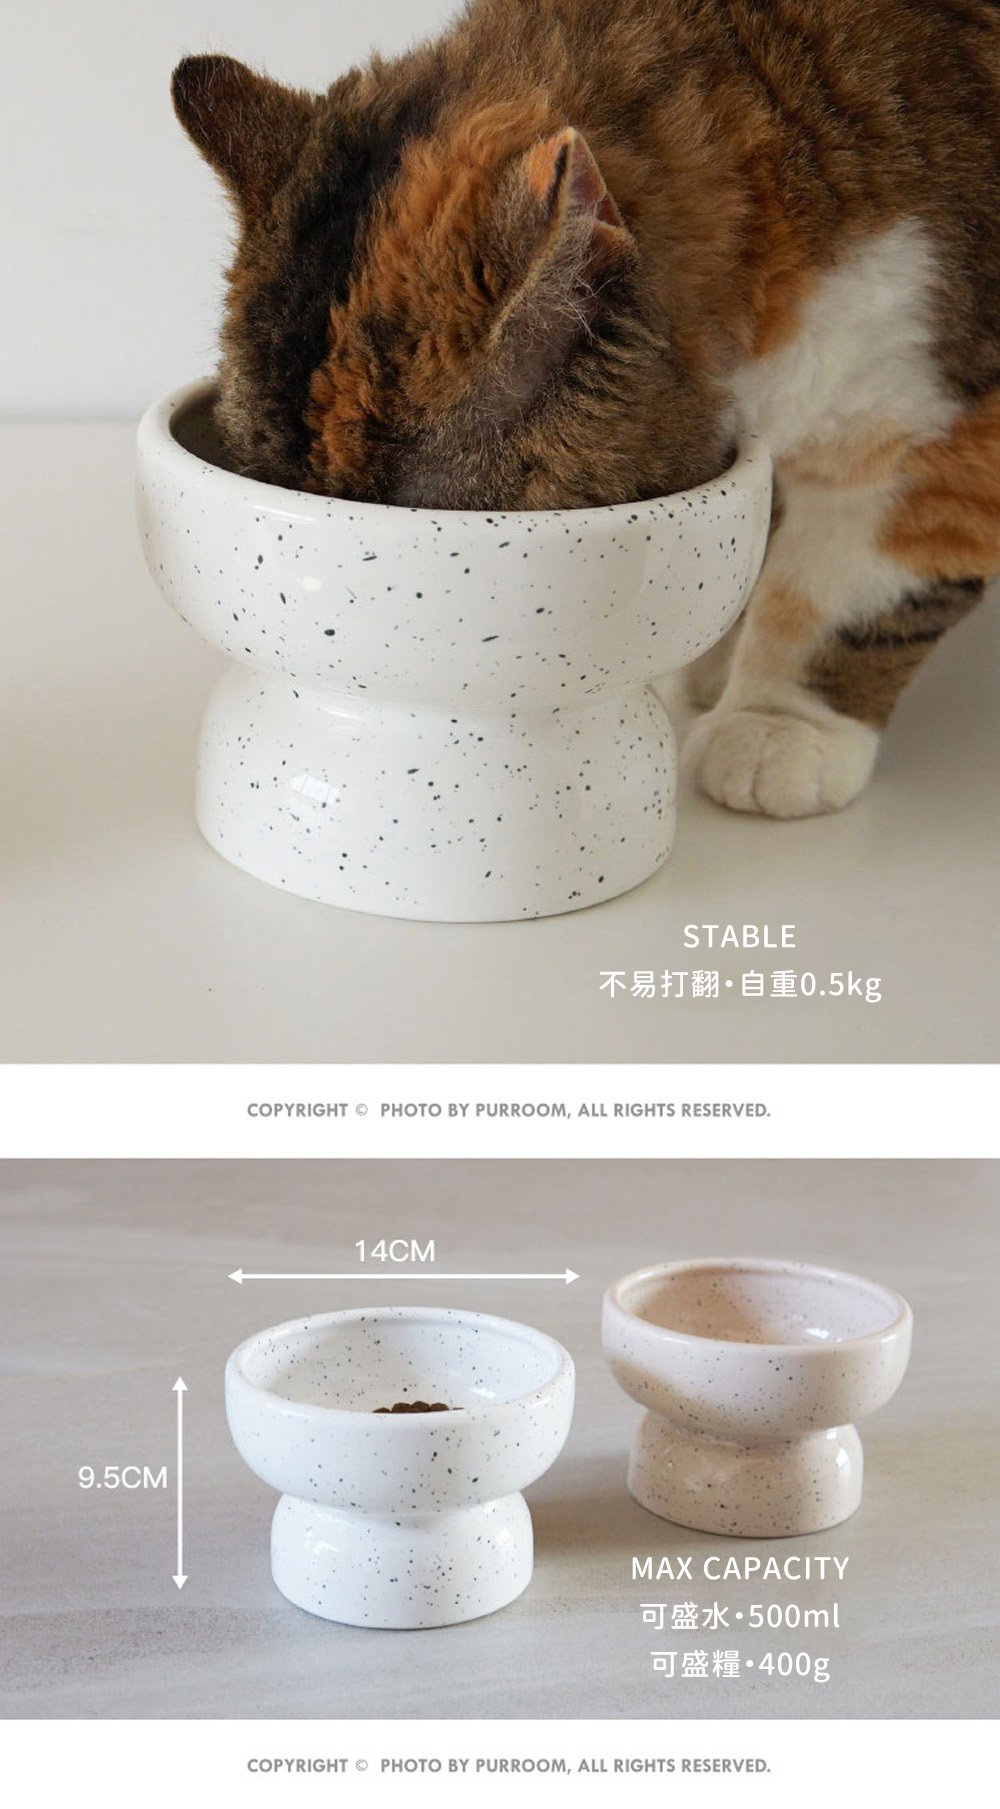 STABLE
不易打翻•自重0.5kg
COPYRIGHT © PHOTO BY PURROOM, ALL RIGHTS RESERVED.
14CM
9.5CM
MAX CAPACITY
可盛水•500ml
可盛糧•400g
COPYRIGHT © PHOTO BY PURROOM, ALL RIGHTS RESERVED.